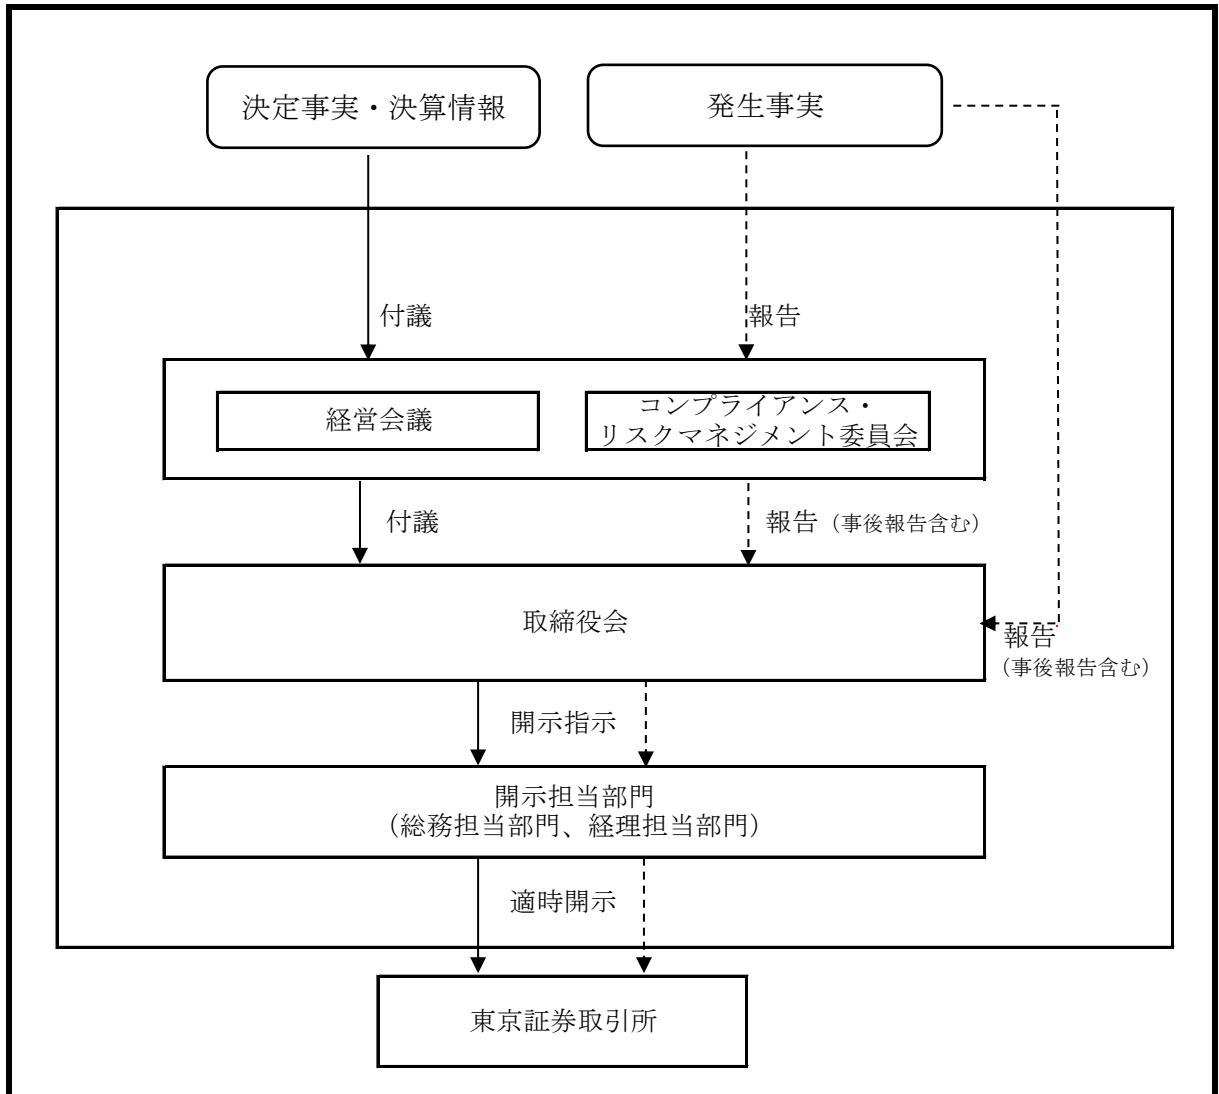 決定事実・決算情報
発生事実
付議
報告
経営会議
コンプライアンス・
リスクマネジメント委員会
付議
報告（事後報告含む）
取締役会
報告
（事後報告含む）
開示指示
開示担当部門
（総務担当部門、経理担当部門）
適時開示
東京証券取引所